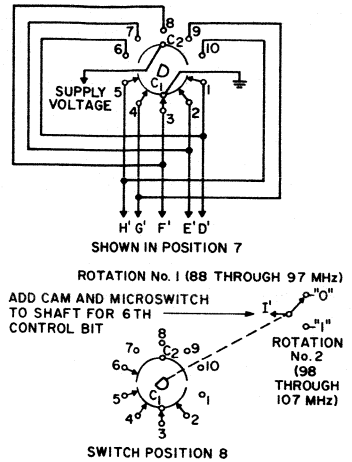 8
7 9
C2
6 10
D
SUPPLY 5 C1 1
VOLTAGE
4 2
3
H' G' F' E' D'
SHOWN IN POSITION 7
ROTATION No. 1 (88 THROUGH 97 MHz)
ADD CAM AND MICROSWITCH
TO SHAFT FOR 6TH
CONTROL BIT
I'
"0"
"1"
ROTATION
No. 2
(98
THROUGH
107 MHz)
8
7 C2 9
6 10
D
5 C1 1
4 2
3
SWITCH POSITION 8